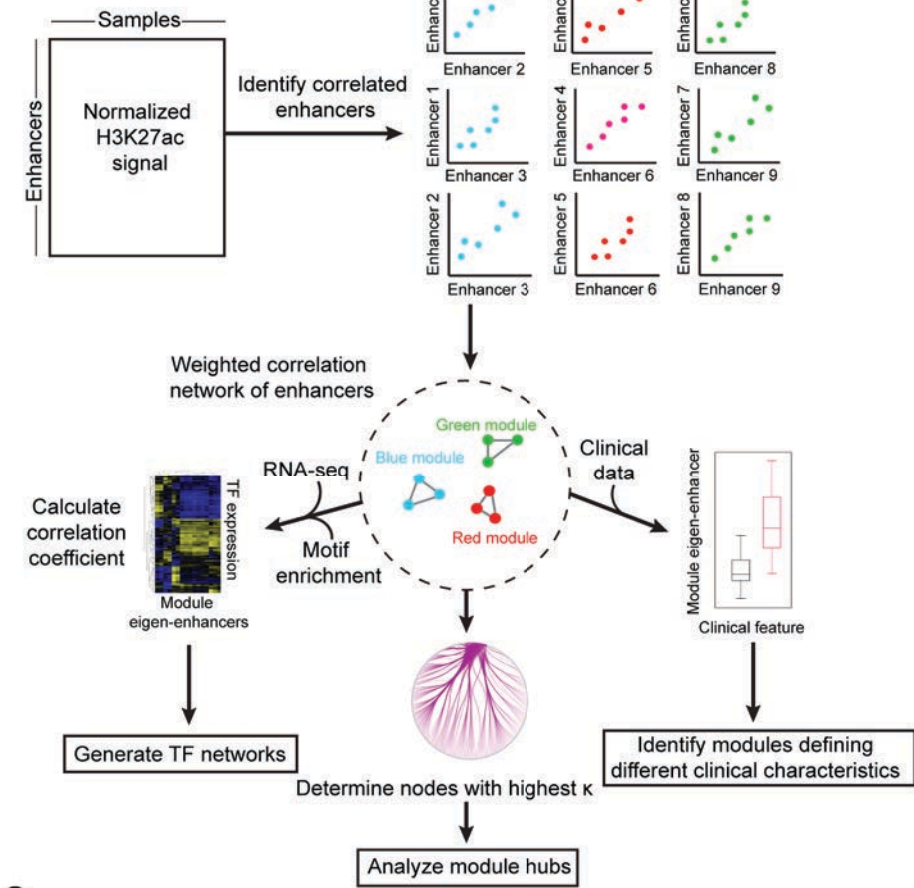 Samples
Enhancers
Normalized
H3K27ac
signal
Identify correlated
enhancers
Enhancer 2
Enhancer 5
Enhancer 8
Enhancer 1
Enhancer 3
Enhancer 4
Enhancer 6
Enhancer 7
Enhancer 9
Enhancer 2
Enhancer 3
Enhancer 5
Enhancer 6
Enhancer 8
Enhancer 9
Weighted correlation
network of enhancers
Green module
Blue module
Red module
RNA-seq
Motif
enrichment
Clinical
data
Calculate
correlation
coefficient
TF expression
Module
eigen-enhancers
Module eigen-enhancer
Clinical feature
Generate TF networks
Identify modules defining
different clinical characteristics
Determine nodes with highest κ
Analyze module hubs